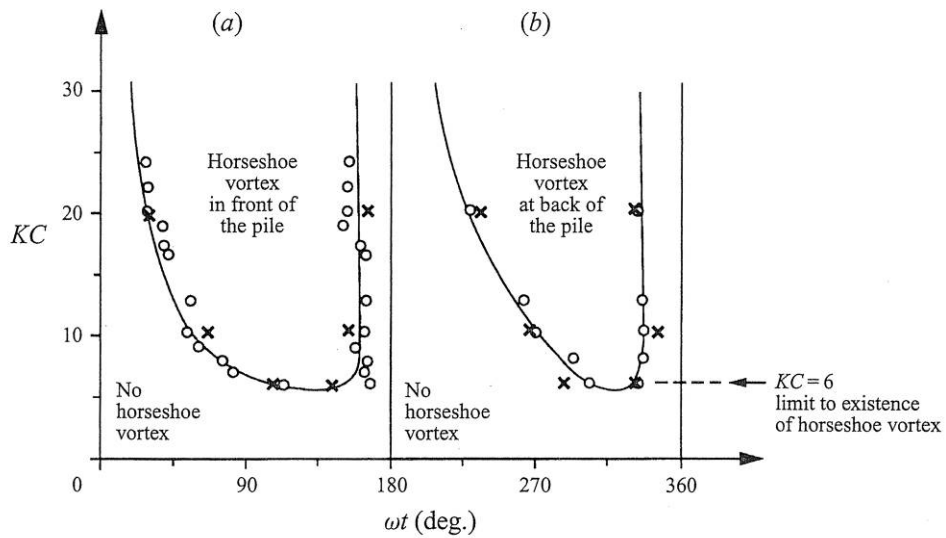 (a)
(b)
30
20
10
0
KC
Horseshoe
vortex
in front of
the pile
Horseshoe
vortex
at back of
the pile
No
horseshoe
vortex
No
horseshoe
vortex
KC = 6
limit to existence
of horseshoe vortex
0
90
180
270
360
ωt (deg.)